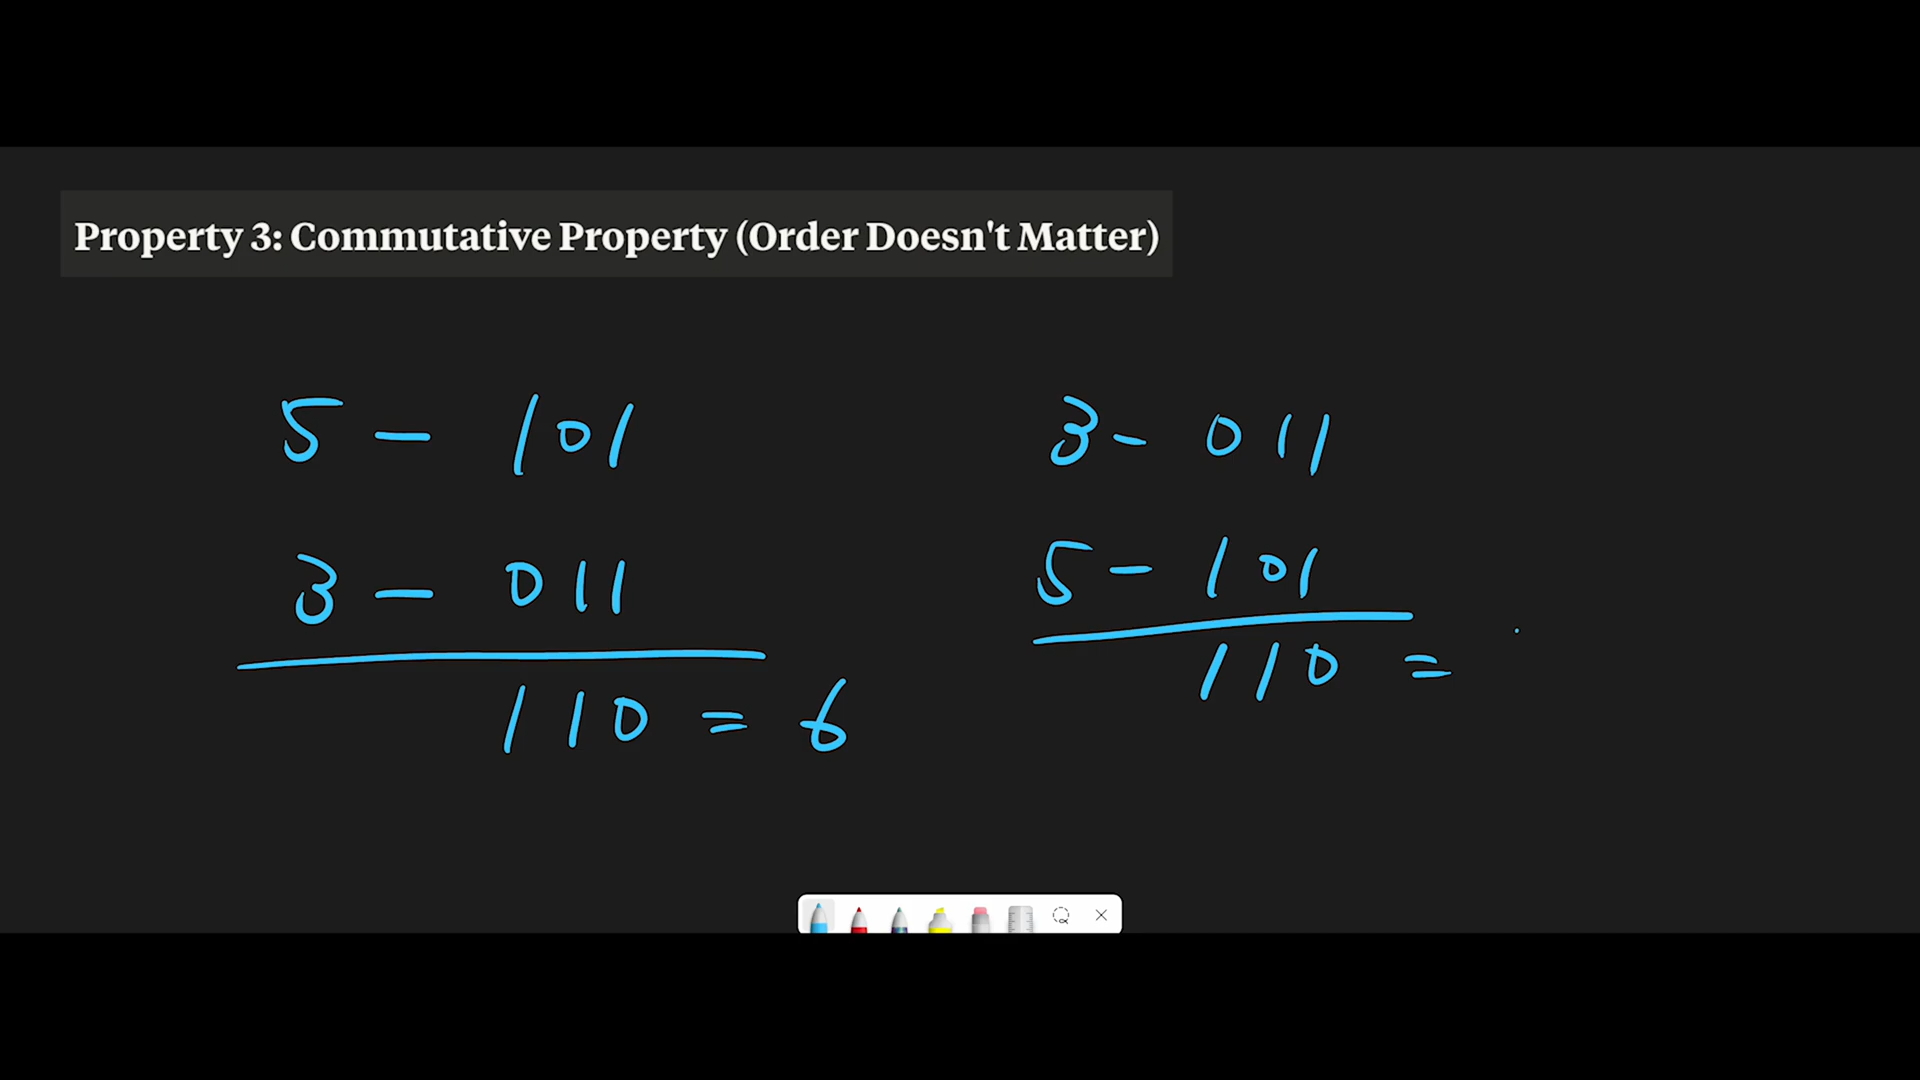 Property 3: Commutative Property (Order Doesn't Matter)
5 - 101
3 - 011
110 = 6
3 - 011
5 - 101
110 =